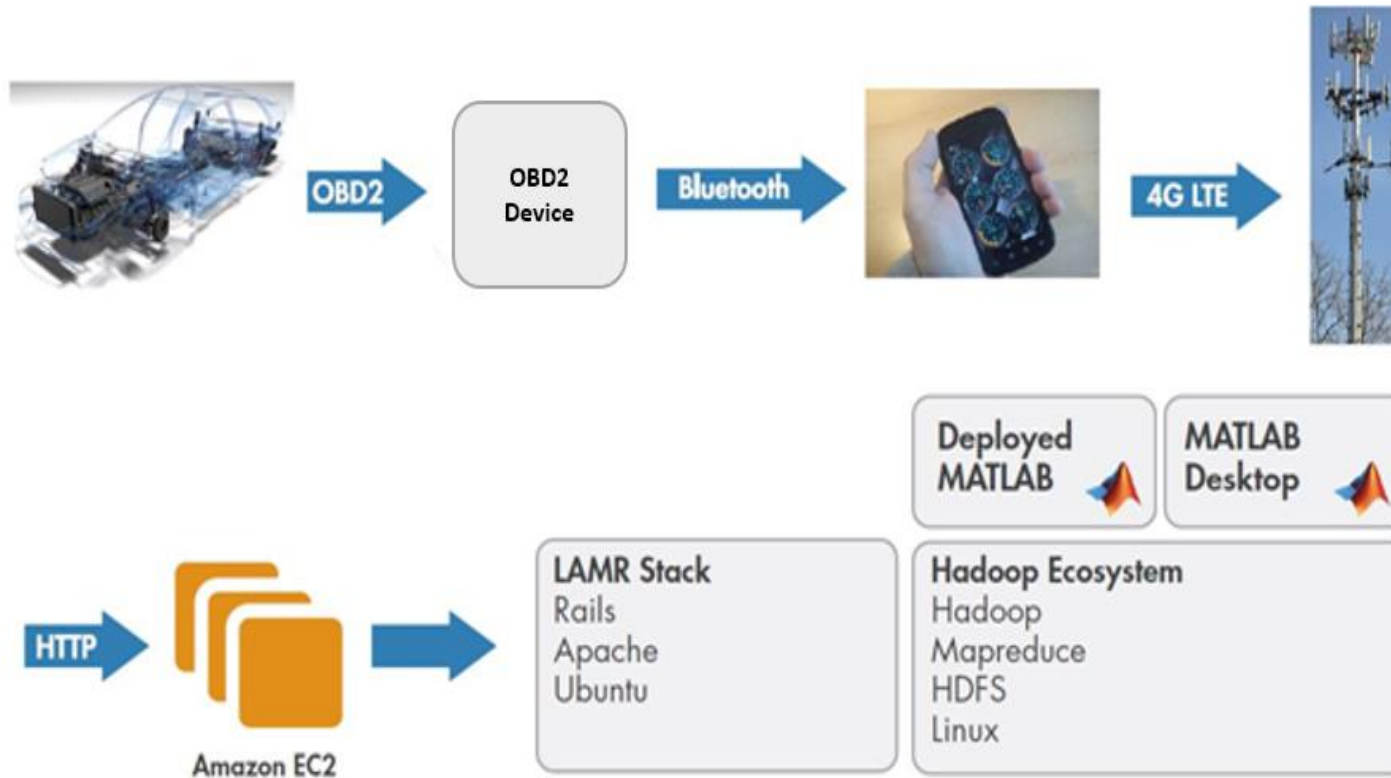 OBD2
OBD2
Device
Bluetooth
4G LTE
Deployed
MATLAB
MATLAB
Desktop
HTTP
Amazon EC2
LAMR Stack
Rails
Apache
Ubuntu
Hadoop Ecosystem
Hadoop
Mapreduce
HDFS
Linux